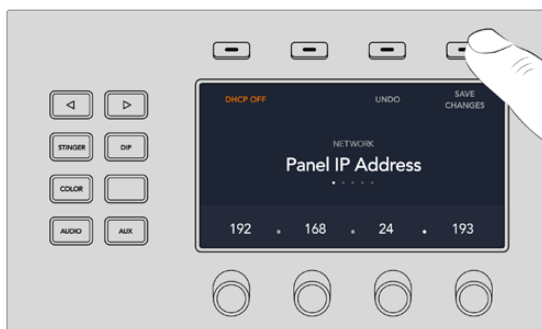 DHCP OFF
UNDO
SAVE
CHANGES
NETWORK
Panel IP Address
192 . 168 . 24 . 193
STINGER
DIP
COLOR
AUDIO
AUX